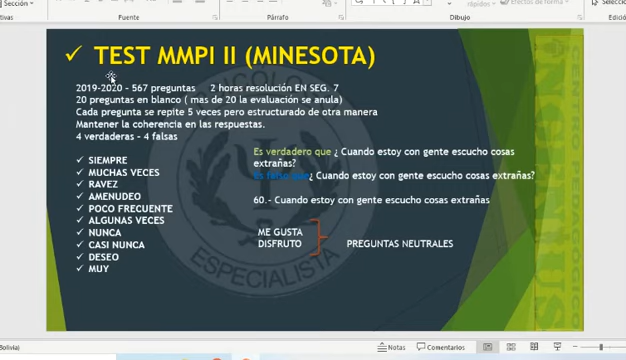 Sección
Efectos de forma
rápidos
Selecci
Fuente
Párrafo
Dibujo
✓ TEST MMPI II (MINESOTA)
2019-2020 - 567 preguntas 2 horas resolución EN SEG. 7
20 preguntas en blanco ( mas de 20 la evaluación se anula)
Cada pregunta se repite 5 veces pero estructurado de otra manera
Mantener la coherencia en las respuestas.
4 verdaderas - 4 falsas
✓ SIEMPRE
✓ MUCHAS VECES
✓ RAVEZ
✓ AMENUDEO
✓ POCO FRECUENTE
✓ ALGUNAS VECES
✓ NUNCA
✓ CASI NUNCA
✓ DESEO
✓ MUY
Es verdadero que ¿ Cuando estoy con gente escucho cosas
extrañas?
Es falso que¿ Cuando estoy con gente escucho cosas extrañas?
60.- Cuando estoy con gente escucho cosas extrañas
ME GUSTA
DISFRUTO
PREGUNTAS NEUTRALES
ESPECIALISTA
Bolivia)
Notas
Comentarios